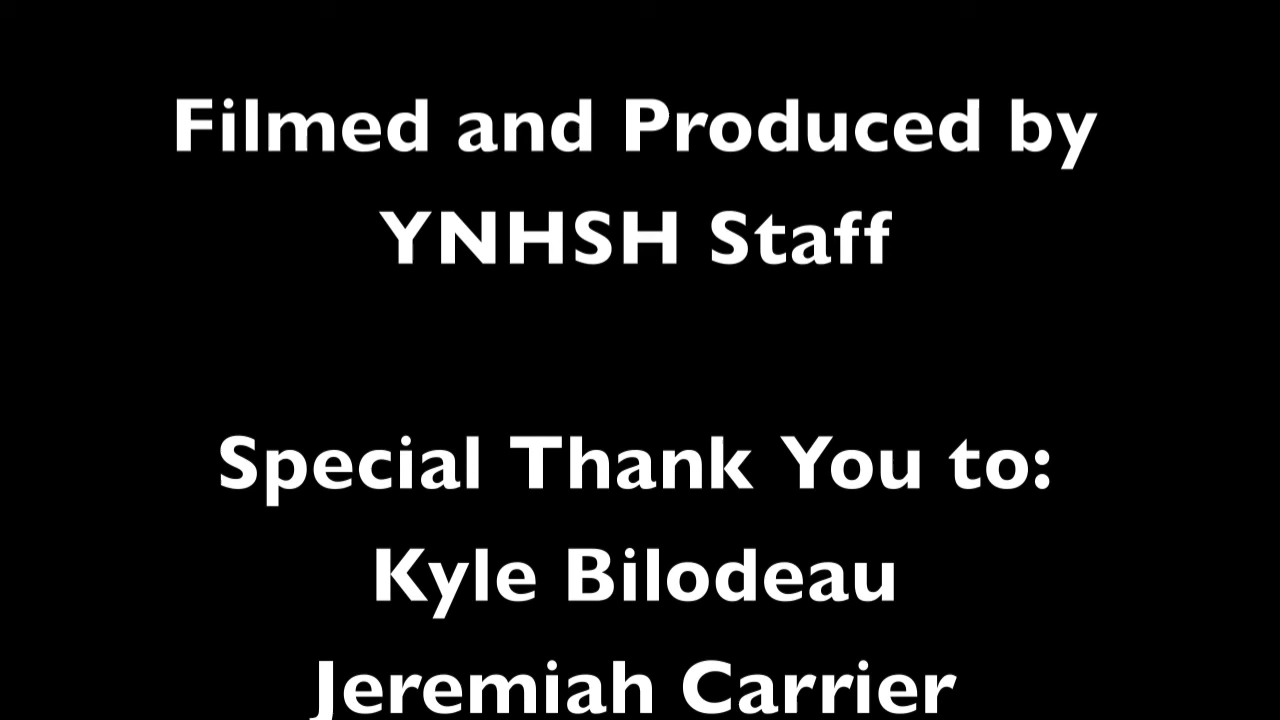 Filmed and Produced by
YNHSH Staff
Special Thank You to:
Kyle Bilodeau
Jeremiah Carrier